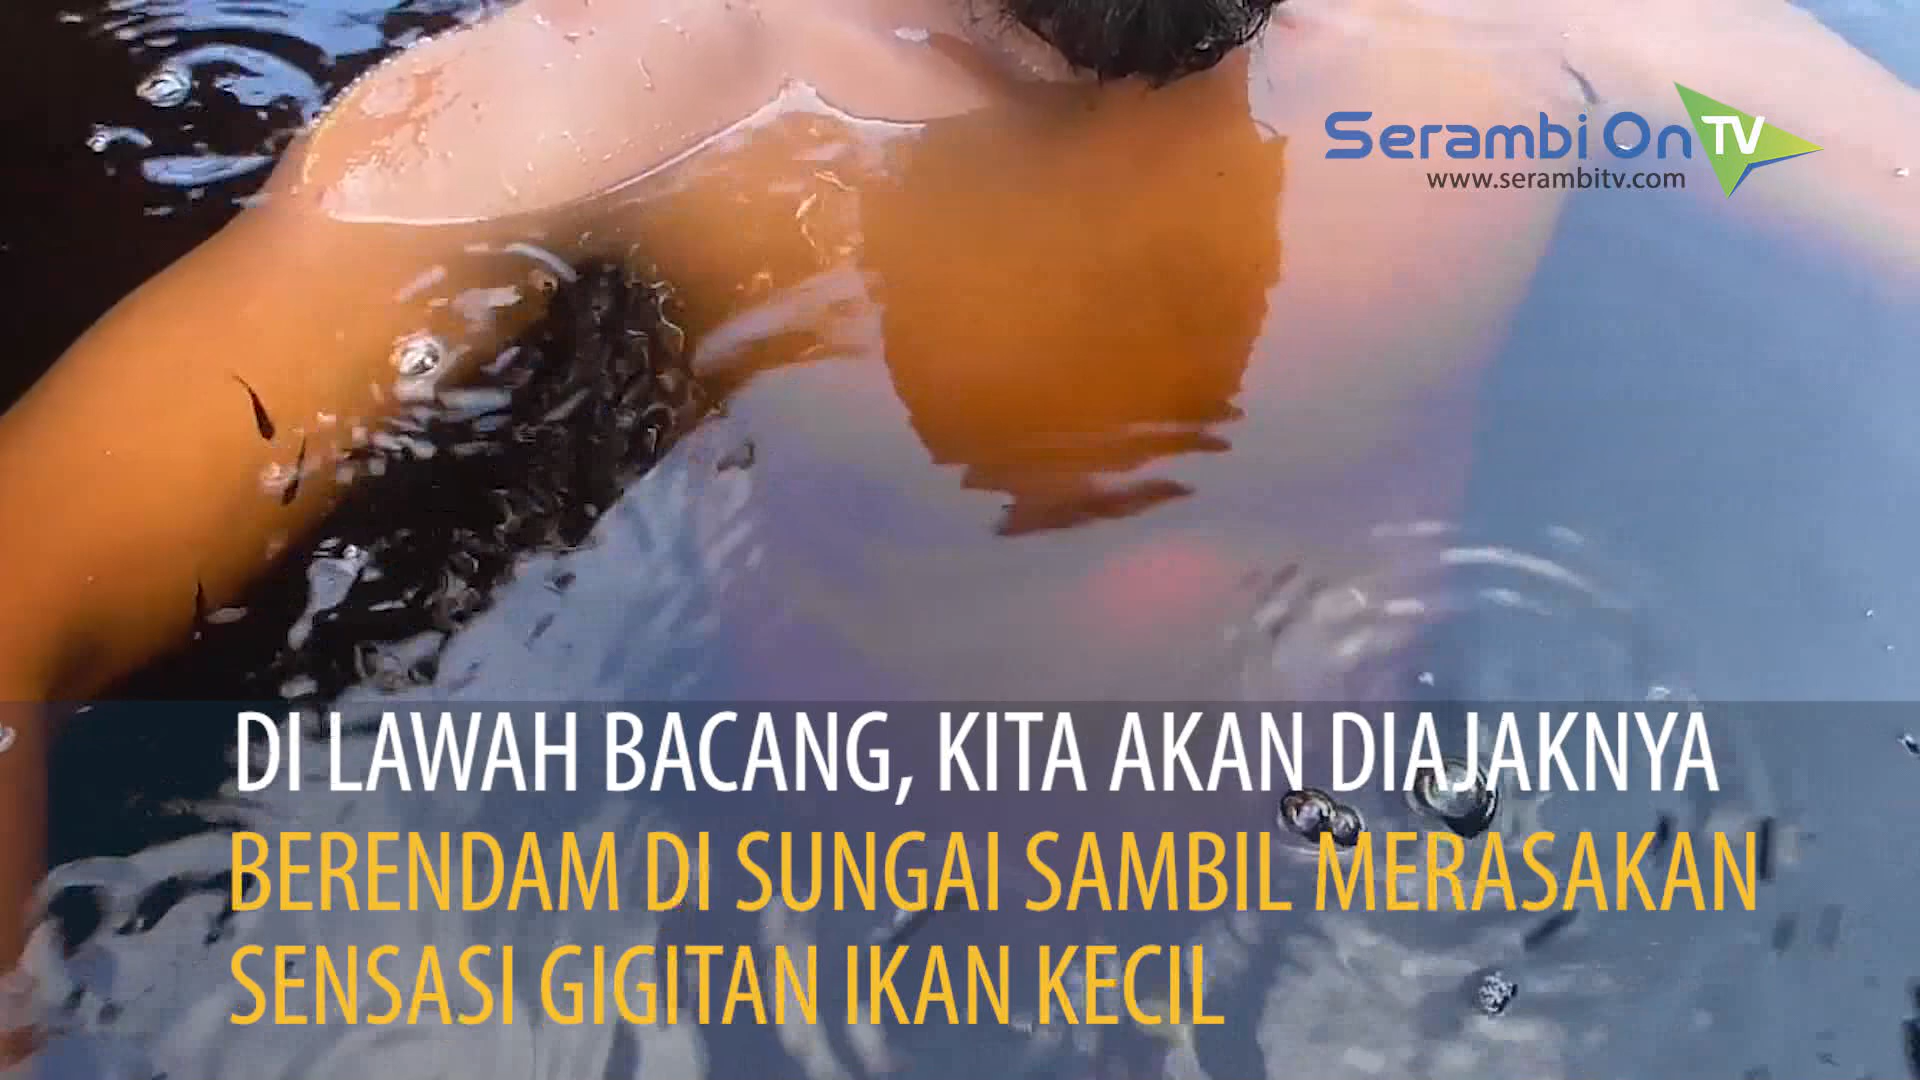 Serambi On TV
www.serambitv.com
DI LAWAH BACANG, KITA AKAN DIAJAKNYA
BERENDAM DI SUNGAI SAMBIL MERASAKAN
SENSASI GIGITAN IKAN KECIL